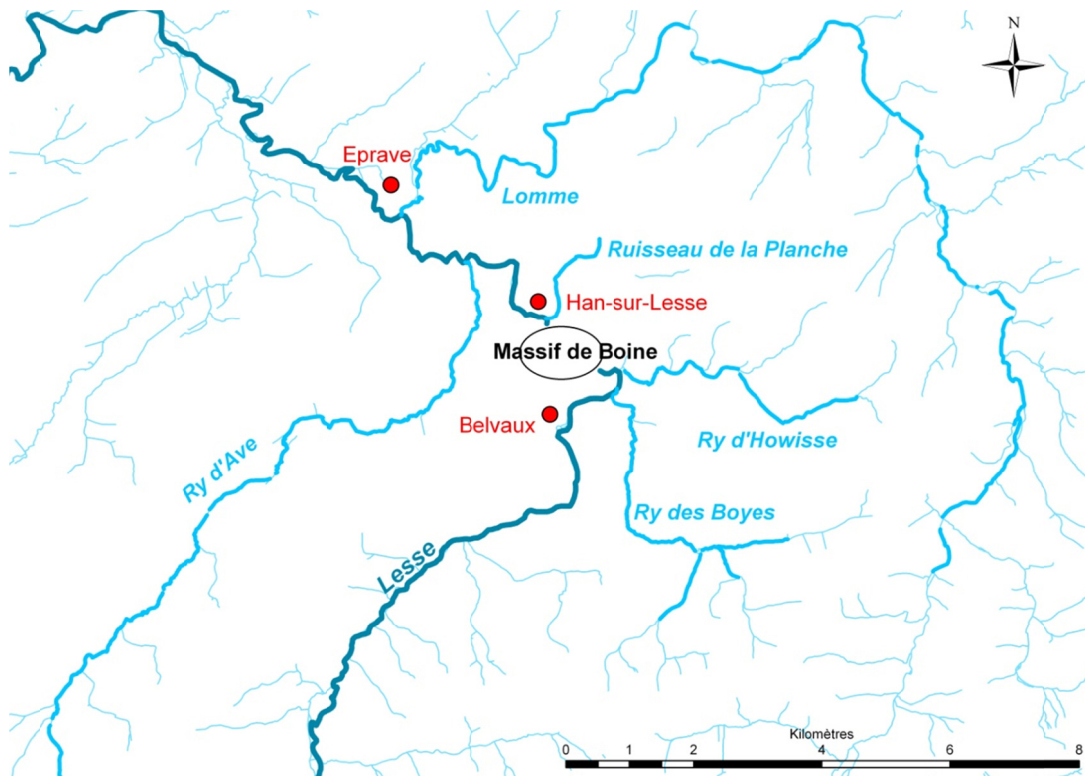 N
Eprave
Lomme
Ruisseau de la Planche
Han-sur-Lesse
Massif de Boine
Belvaux
Ry d'Howisse
Ry d'Ave
Ry des Boyes
Lesse
Kilomètres
0 1 2 4 6 8